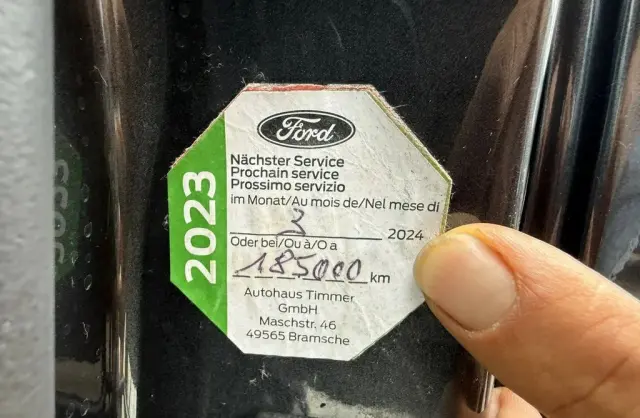 2023
Ford
Nächster Service
Prochain service
Prossimo servizio
im Monat/Au mois de/Nel mese di
3 2024
Oder bei/Ou à/O a
185000 km
Autohaus Timmer
GmbH
Maschstr. 46
49565 Bramsche